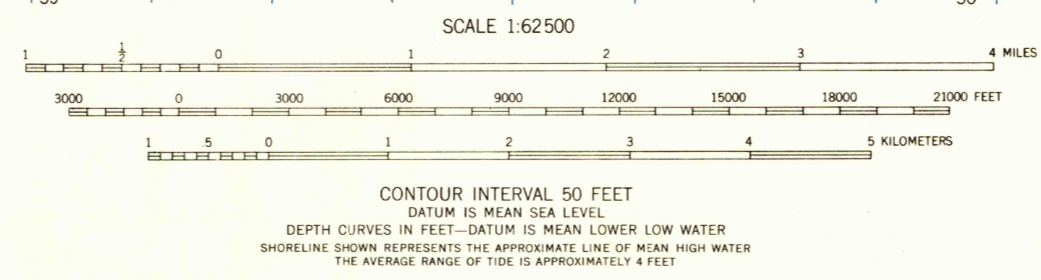 SCALE 1:62500
1 ½ 0 1 2 3 4 MILES
3000 0 3000 6000 9000 12000 15000 18000 21000 FEET
1 .5 0 1 2 3 4 5 KILOMETERS
CONTOUR INTERVAL 50 FEET
DATUM IS MEAN SEA LEVEL
DEPTH CURVES IN FEET—DATUM IS MEAN LOWER LOW WATER
SHORELINE SHOWN REPRESENTS THE APPROXIMATE LINE OF MEAN HIGH WATER
THE AVERAGE RANGE OF TIDE IS APPROXIMATELY 4 FEET